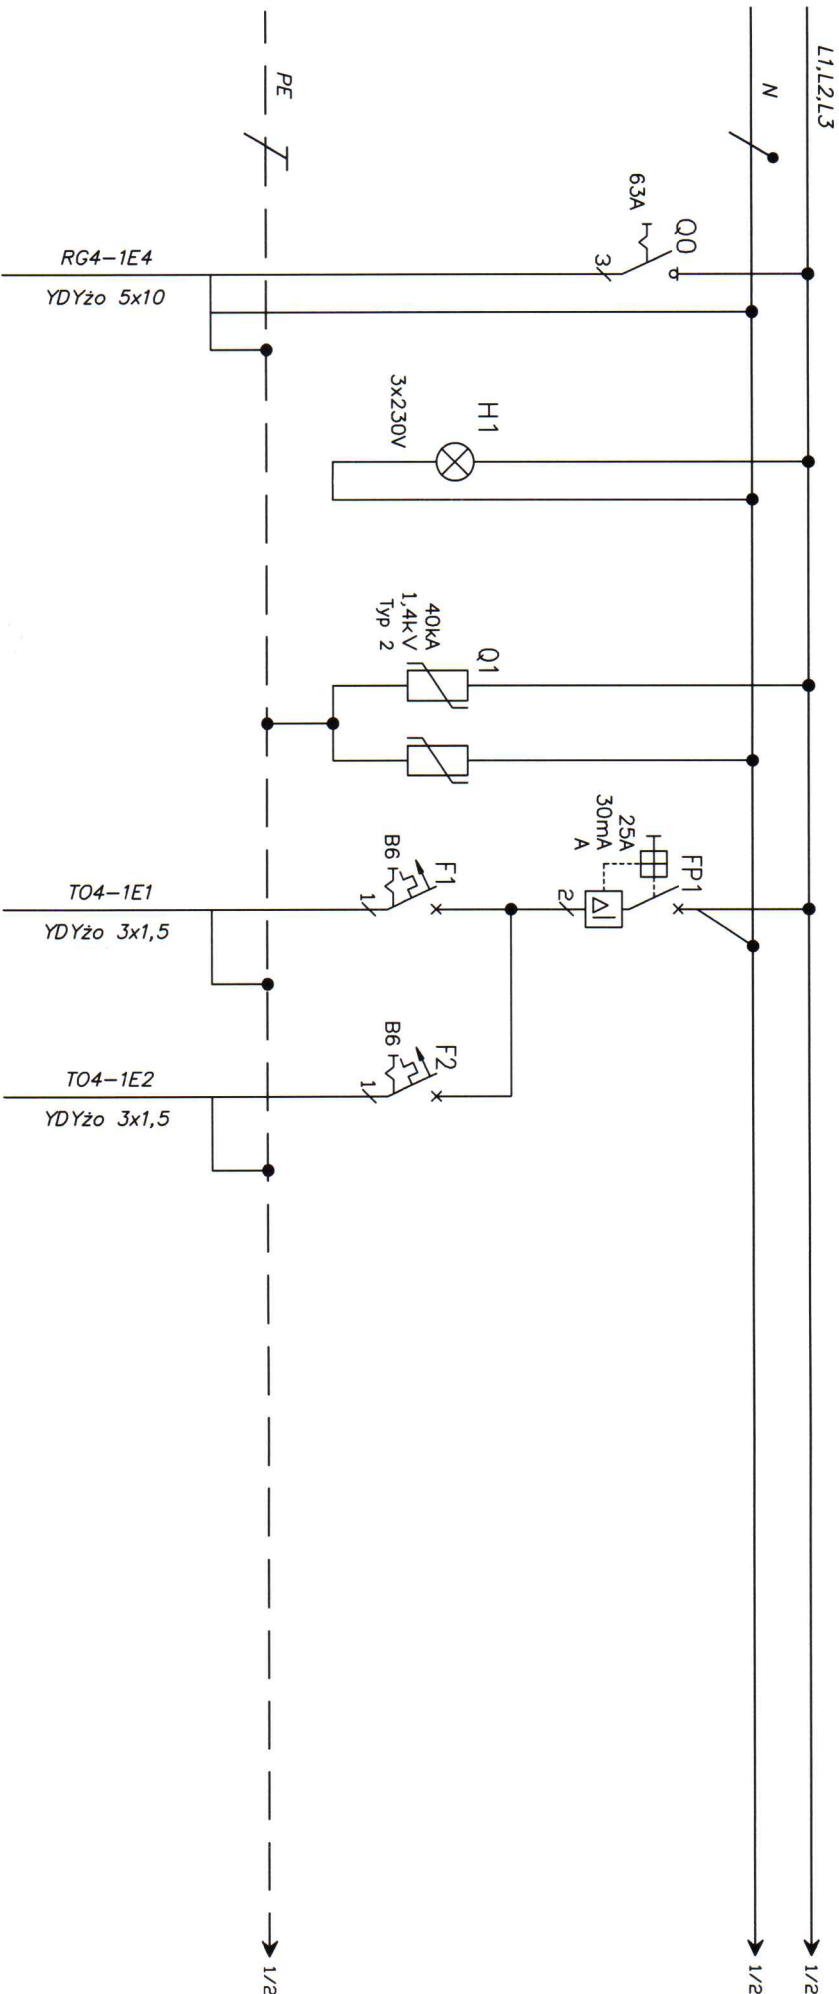 L1,L2,L3
N
PE
Q0
63A
3
RG4-1E4
YDYżo 5x10
H1
3x230V
Q1
40kA
1,4kV
Typ 2
FP1
25A
30mA
A
ΔI
2
F1
B6
1
TO4-1E1
YDYżo 3x1,5
F2
B6
1
TO4-1E2
YDYżo 3x1,5
1/2
1/2
1/2